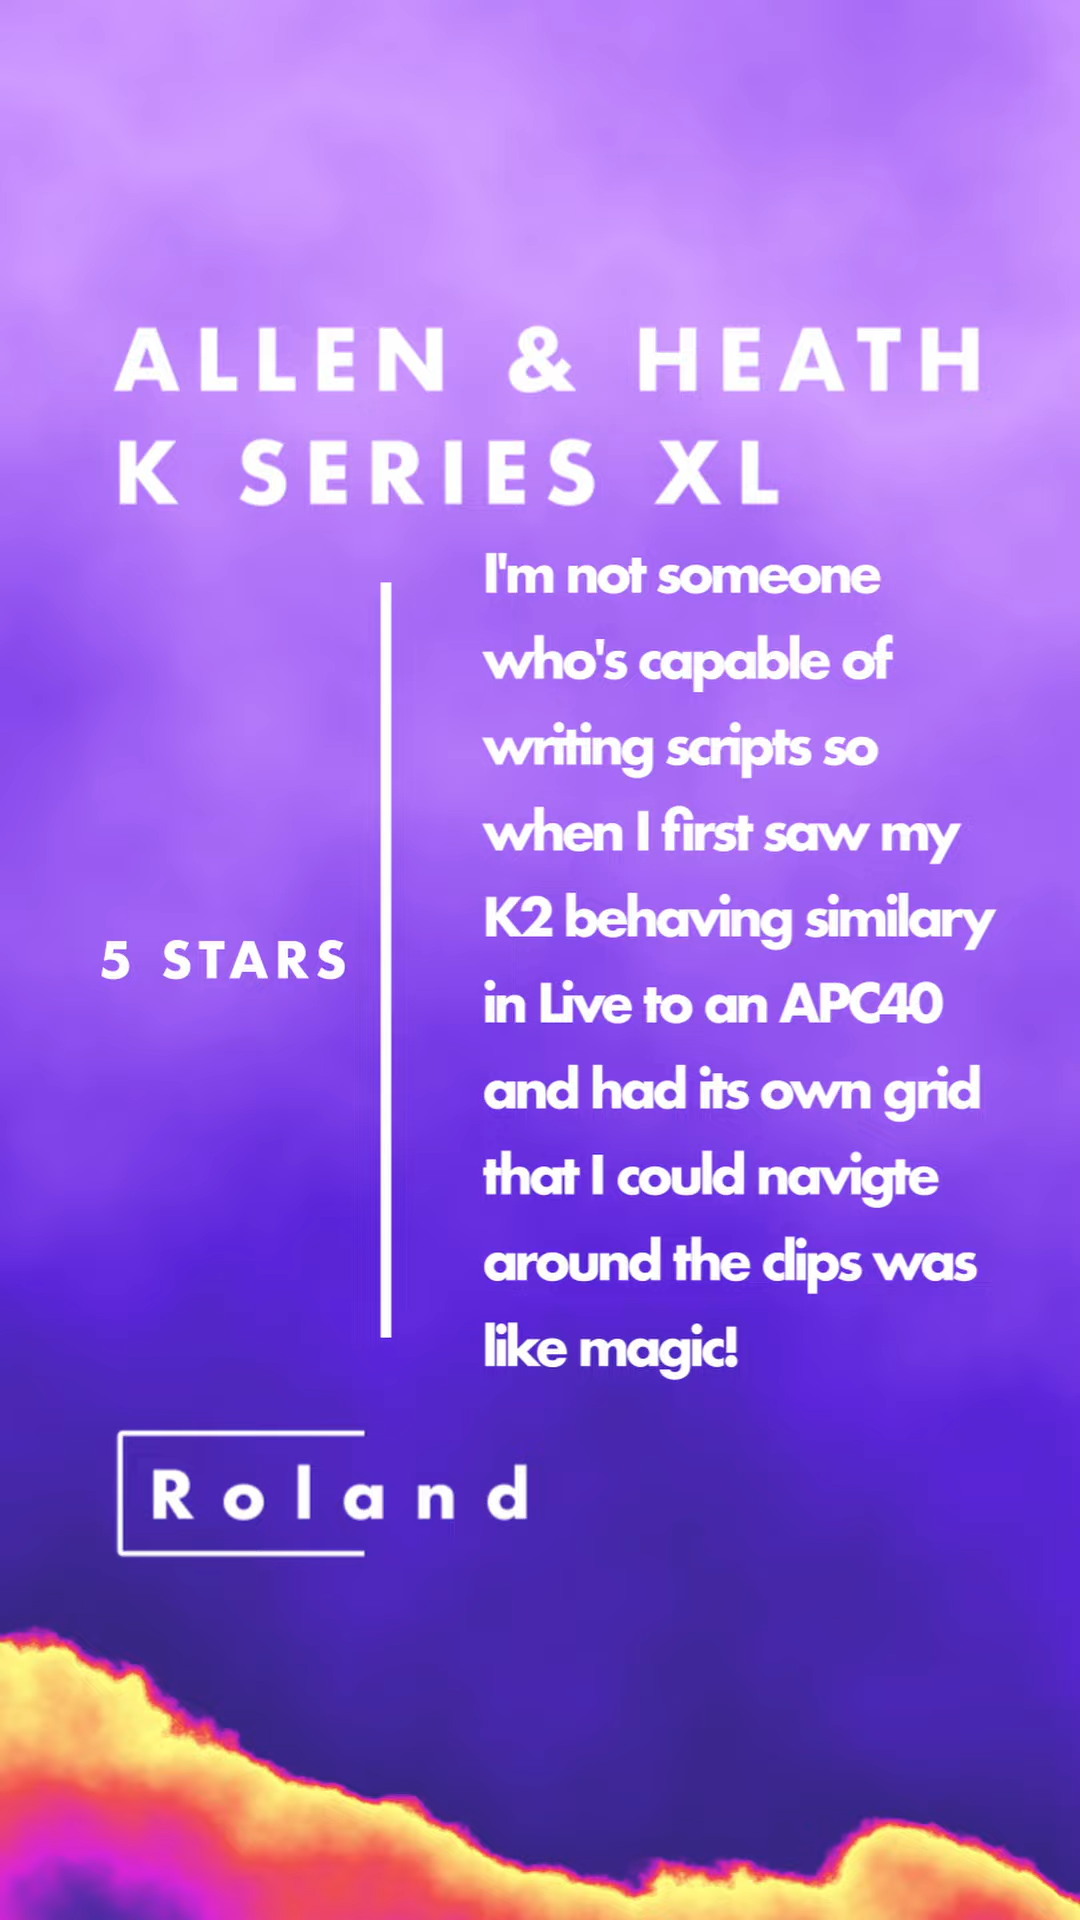 ALLEN & HEATH
K SERIES XL
5 STARS
I'm not someone
who's capable of
writing scripts so
when I first saw my
K2 behaving similary
in Live to an APC40
and had its own grid
that I could navigte
around the clips was
like magic!
Roland